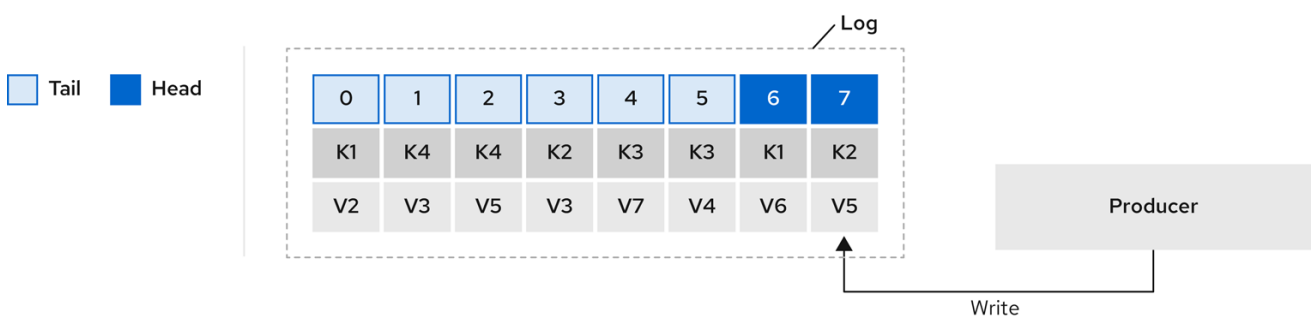 Log
Tail Head
0 1 2 3 4 5 6 7
K1 K4 K4 K2 K3 K3 K1 K2
V2 V3 V5 V3 V7 V4 V6 V5
Producer
Write